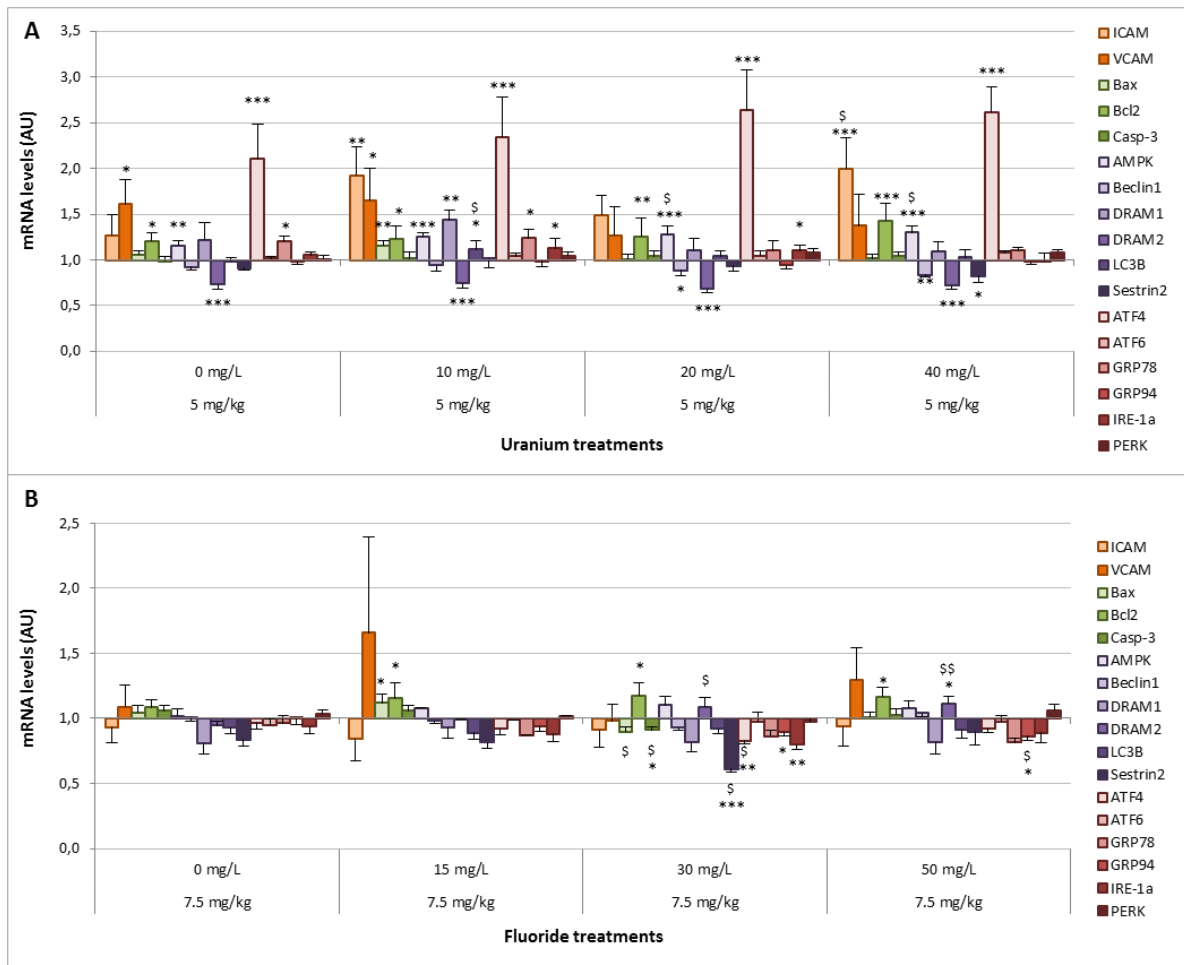 A
3,5
3,0
2,5
2,0
1,5
1,0
0,5
0,0
mRNA levels (AU)
*
*
**
***
***
*
**
*
**
*
***
**
***
$
*
***
*
*
**
$
***
*
***
***
*
$
***
***
$
***
**
***
*
***
0 mg/L
10 mg/L
20 mg/L
40 mg/L
5 mg/kg
5 mg/kg
5 mg/kg
5 mg/kg
Uranium treatments
ICAM
VCAM
Bax
Bcl2
Casp-3
AMPK
Beclin1
DRAM1
DRAM2
LC3B
Sestrin2
ATF4
ATF6
GRP78
GRP94
IRE-1a
PERK
B
2,5
2,0
1,5
1,0
0,5
0,0
mRNA levels (AU)
*
*
$
*
$
*
$
$
***
$
**
*
**
*
$$
*
$
*
0 mg/L
15 mg/L
30 mg/L
50 mg/L
7.5 mg/kg
7.5 mg/kg
7.5 mg/kg
7.5 mg/kg
Fluoride treatments
ICAM
VCAM
Bax
Bcl2
Casp-3
AMPK
Beclin1
DRAM1
DRAM2
LC3B
Sestrin2
ATF4
ATF6
GRP78
GRP94
IRE-1a
PERK